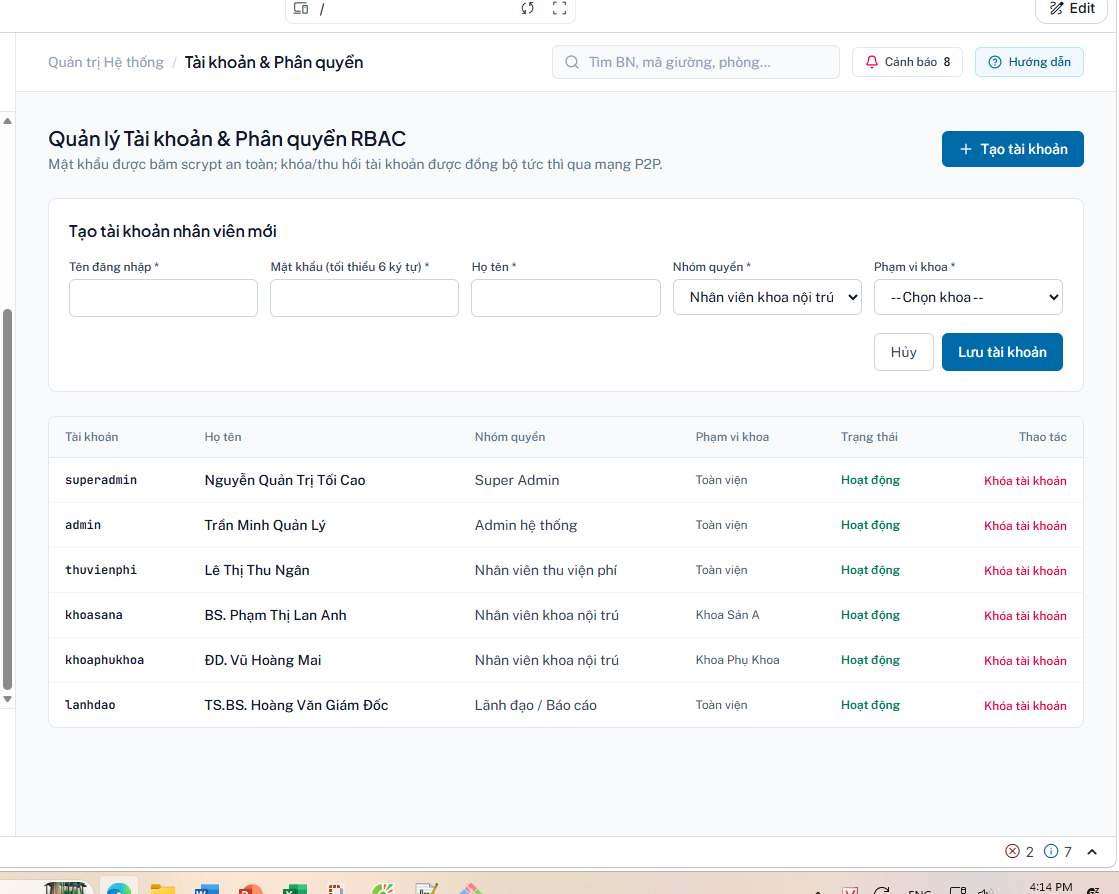 /
Edit
Quản trị Hệ thống / Tài khoản & Phân quyền
Tìm BN, mã giường, phòng...
Cảnh báo 8
Hướng dẫn
Quản lý Tài khoản & Phân quyền RBAC
Mật khẩu được băm scrypt an toàn; khóa/thu hồi tài khoản được đồng bộ tức thì qua mạng P2P.
+ Tạo tài khoản
Tạo tài khoản nhân viên mới
Tên đăng nhập * Mật khẩu (tối thiểu 6 ký tự) * Họ tên * Nhóm quyền * Phạm vi khoa *
Nhân viên khoa nội trú -- Chọn khoa --
Hủy Lưu tài khoản
Tài khoản Họ tên Nhóm quyền Phạm vi khoa Trạng thái Thao tác
superadmin Nguyễn Quản Trị Tối Cao Super Admin Toàn viện Hoạt động Khóa tài khoản
admin Trần Minh Quản Lý Admin hệ thống Toàn viện Hoạt động Khóa tài khoản
thuvienphi Lê Thị Thu Ngân Nhân viên thu viện phí Toàn viện Hoạt động Khóa tài khoản
khoasana BS. Phạm Thị Lan Anh Nhân viên khoa nội trú Khoa Sản A Hoạt động Khóa tài khoản
khoaphukhoa ĐD. Vũ Hoàng Mai Nhân viên khoa nội trú Khoa Phụ Khoa Hoạt động Khóa tài khoản
lanhdao TS.BS. Hoàng Văn Giám Đốc Lãnh đạo / Báo cáo Toàn viện Hoạt động Khóa tài khoản
2 7
ENG 4:14 PM